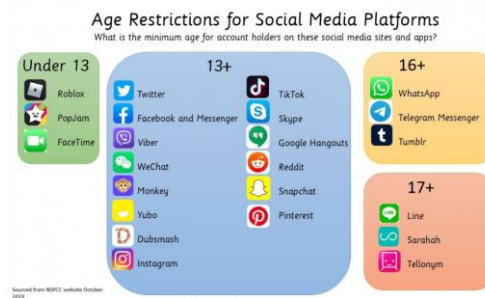 Age Restrictions for Social Media Platforms
What is the minimum age for account holders on these social media sites and apps?
Under 13
Roblox
PopJam
FaceTime
13+
Twitter
Facebook and Messenger
Viber
WeChat
Monkey
Yubo
Dubsmash
Instagram
TikTok
Skype
Google Hangouts
Reddit
Snapchat
Pinterest
16+
WhatsApp
Telegram Messenger
Tumblr
17+
Line
Sarahah
Tellonym
Sourced from NSPCC website October
2019